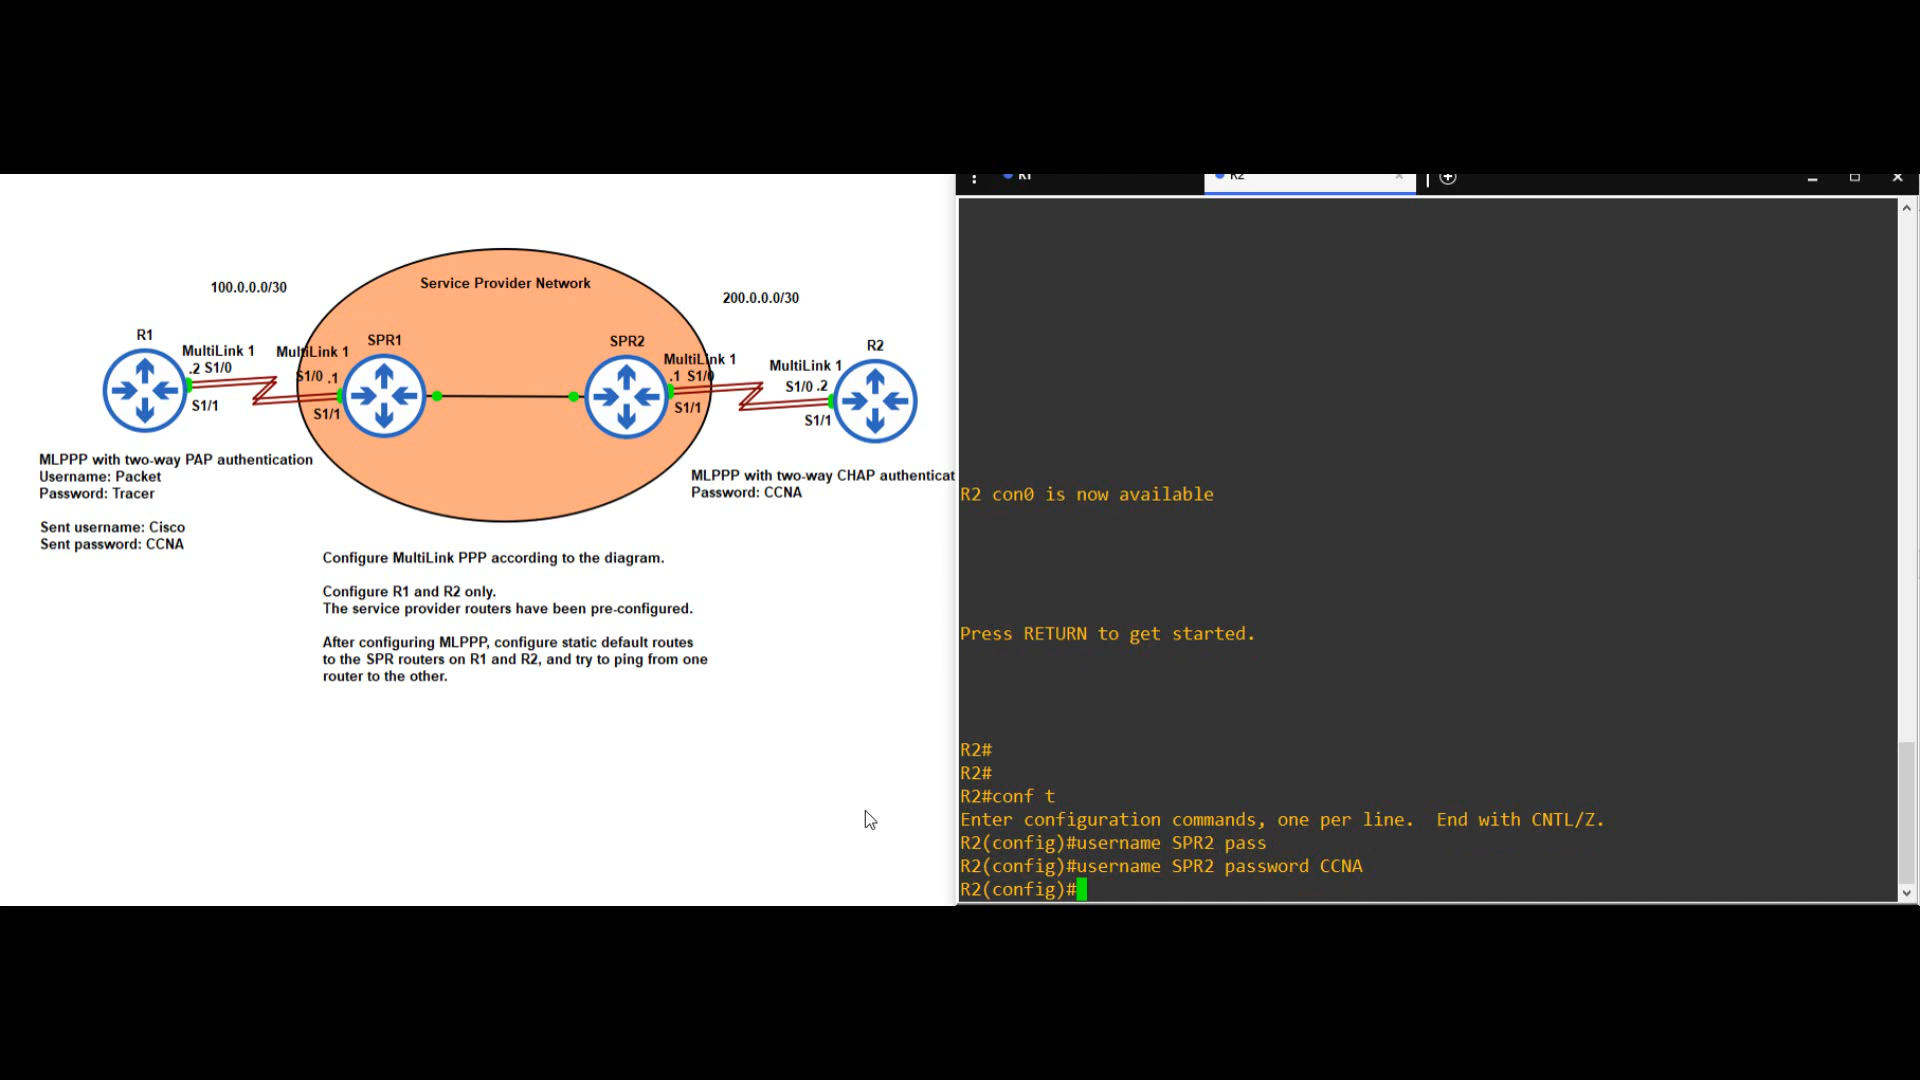 100.0.0.0/30
Service Provider Network
200.0.0.0/30
R1
SPR1
SPR2
R2
MultiLink 1
.2 S1/0
S1/1
MultiLink 1
S1/0 .1
S1/1
MultiLink 1
.1 S1/0
S1/1
MultiLink 1
S1/0 .2
S1/1
MLPPP with two-way PAP authentication
Username: Packet
Password: Tracer
Sent username: Cisco
Sent password: CCNA
MLPPP with two-way CHAP authenticat
Password: CCNA
Configure MultiLink PPP according to the diagram.
Configure R1 and R2 only.
The service provider routers have been pre-configured.
After configuring MLPPP, configure static default routes
to the SPR routers on R1 and R2, and try to ping from one
router to the other.
R1
R2
R2 con0 is now available
Press RETURN to get started.
R2#
R2#
R2#conf t
Enter configuration commands, one per line.  End with CNTL/Z.
R2(config)#username SPR2 pass
R2(config)#username SPR2 password CCNA
R2(config)#